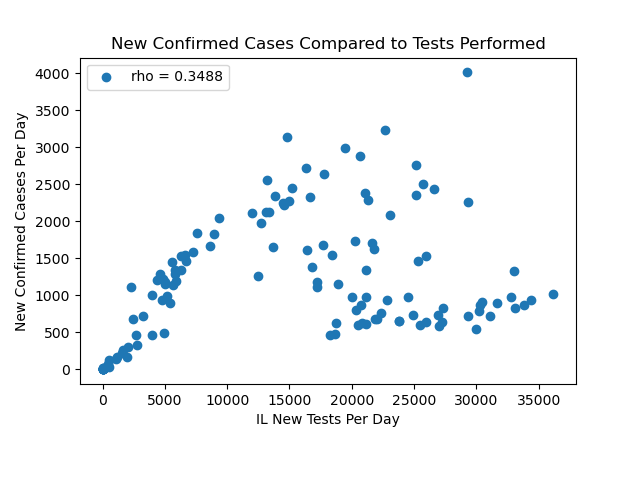 New Confirmed Cases Compared to Tests Performed
rho = 0.3488
New Confirmed Caeses Per Day
4000
3500
3000
2500
2000
1500
1000
500
0
0 5000 10000 15000 20000 25000 30000 35000
IL New Tests Per Day